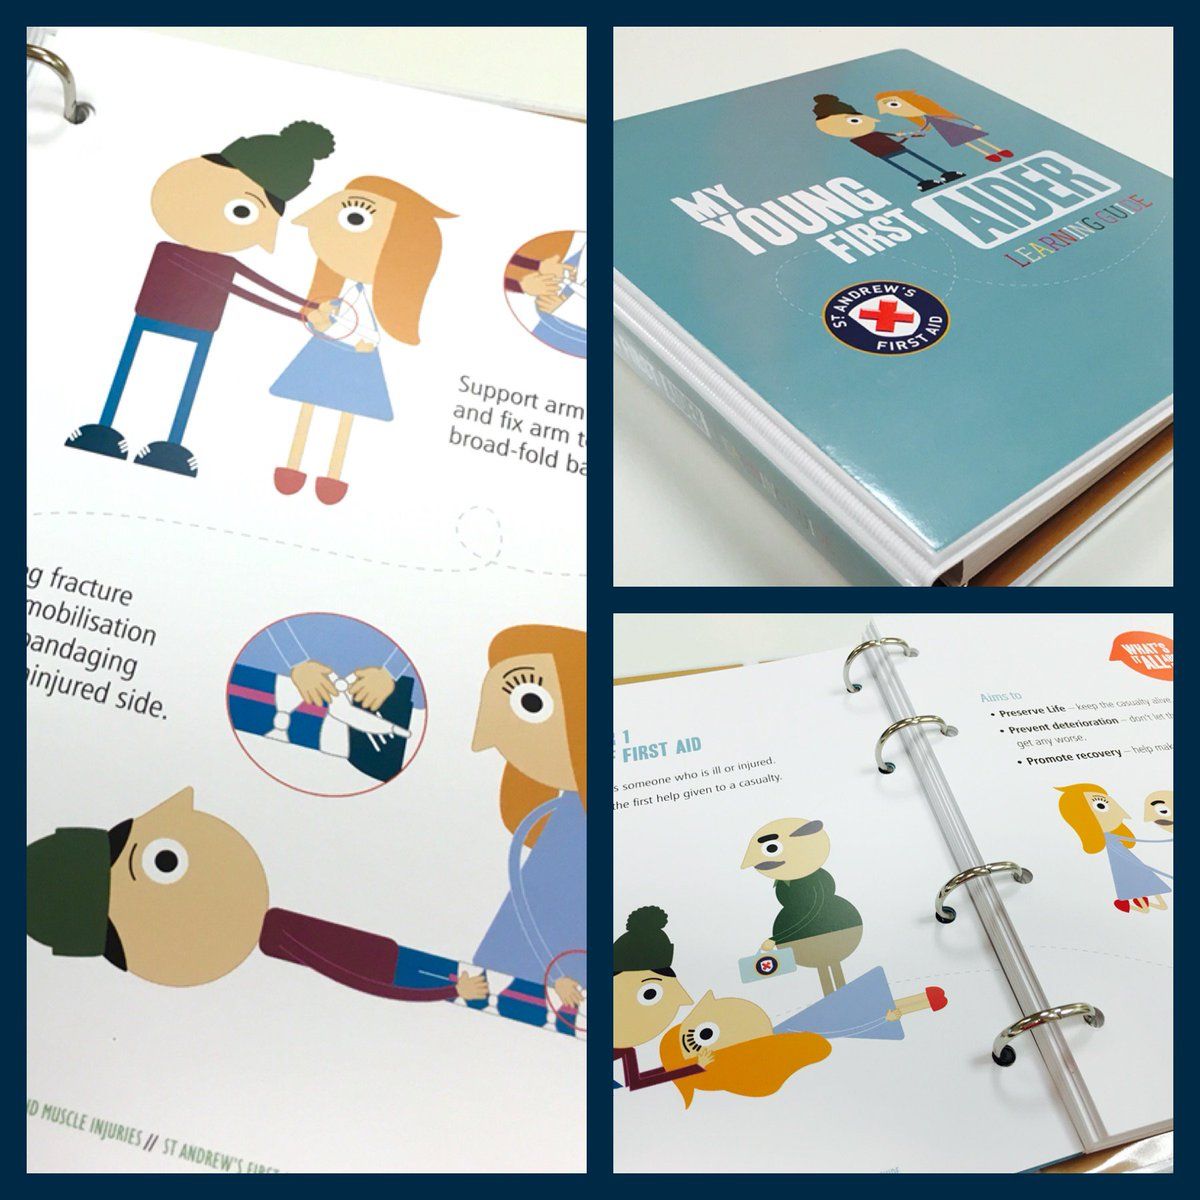 Support arm
and fix arm
broad-fold
fracture
mobilisation
bandaging
injured side.
MUSCLE INJURIES // ST ANDREW'S
MY
YOUNG
FIRST
AIDER
LEARNING GUIDE
ST. ANDREW'S
FIRST AID
1
FIRST AID
someone who is ill or injured.
the first help given to a casualty.
WHAT'S
IT ALL
Aims to
• Preserve Life – keep the casualty alive
• Prevent deterioration – don't let
get any worse.
• Promote recovery – help